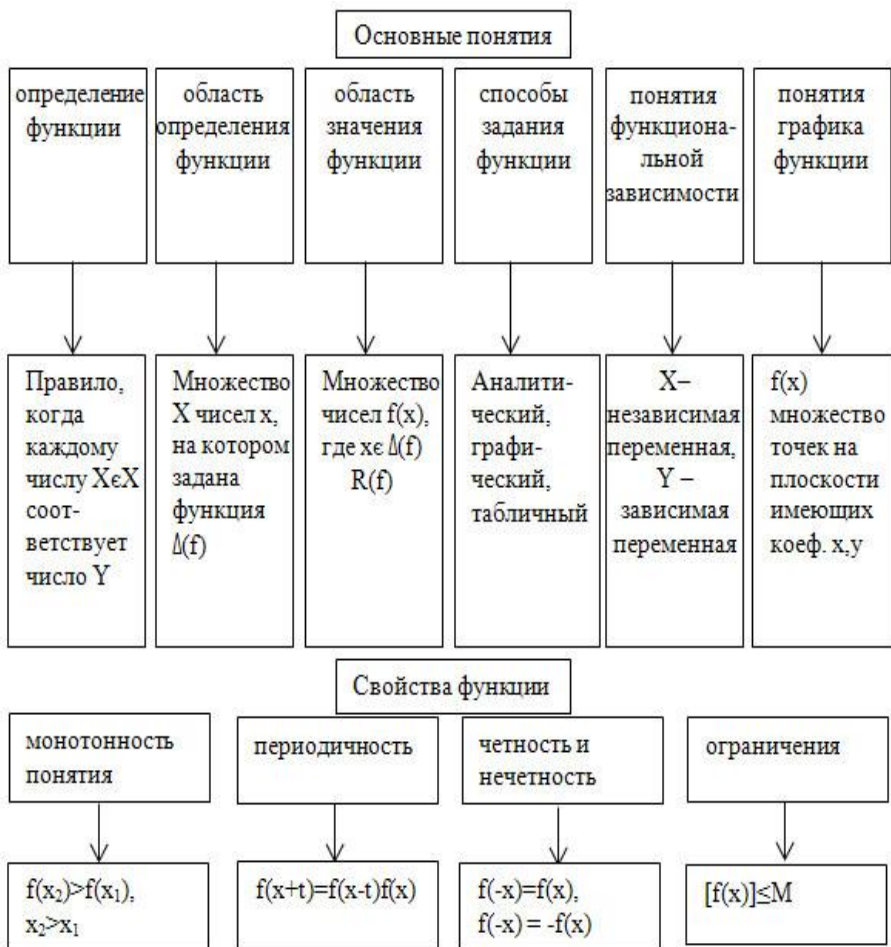 Основные понятия
определение
функции
область
определения
функции
область
значения
функции
способы
задания
функции
понятия
функциона-
льной
зависимости
понятия
графика
функции
Правило,
когда
каждому
числу XєX
соот-
ветствует
число Y
Множество
X чисел x,
на котором
задана
функция
Δ(f)
Множество
чисел f(x),
где xє Δ(f)
R(f)
Аналити-
ческий,
графи-
ческий,
табличный
X–
независимая
переменная,
Y –
зависимая
переменная
f(x)
множество
точек на
плоскости
имеющих
коеф. x,y
Свойства функции
монотонность
понятия
периодичность
четность и
нечетность
ограничения
f(x₂)>f(x₁),
x₂>x₁
f(x+t)=f(x-t)f(x)
f(-x)=f(x),
f(-x) = -f(x)
[f(x)]≤M